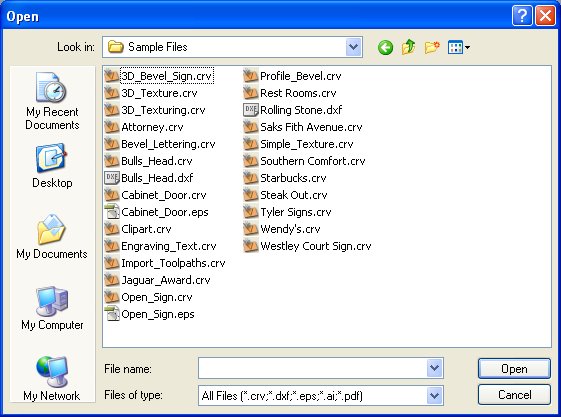 Open
Look in: Sample Files
My Recent
Documents
Desktop
My Documents
My Computer
My Network
3D_Bevel_Sign.crv
3D_Texture.crv
3D_Texturing.crv
Attorney.crv
Bevel_Lettering.crv
Bulls_Head.crv
Bulls_Head.dxf
Cabinet_Door.crv
Cabinet_Door.eps
Clipart.crv
Engraving_Text.crv
Import_Toolpaths.crv
Jaguar_Award.crv
Open_Sign.crv
Open_Sign.eps
Profile_Bevel.crv
Rest Rooms.crv
Rolling Stone.dxf
Saks Fith Avenue.crv
Simple_Texture.crv
Southern Comfort.crv
Starbucks.crv
Steak Out.crv
Tyler Signs.crv
Wendy's.crv
Westley Court Sign.crv
File name:
Open
Files of type: All Files (*.crv;*.dxf;*.eps;*.ai;*.pdf)
Cancel